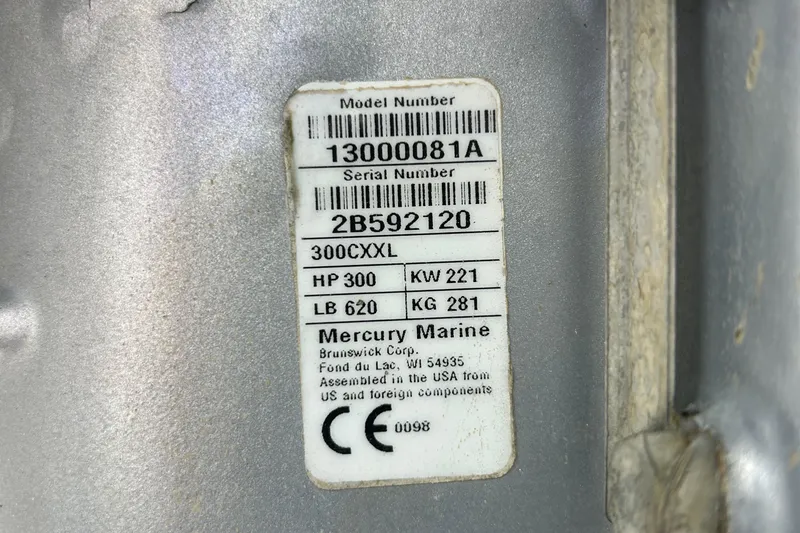 Model Number
13000081A
Serial Number
2B592120
300CXXL
HP 300 KW 221
LB 620 KG 281
Mercury Marine
Brunswick Corp.
Fond du Lac, WI 54935
Assembled in the USA from
US and foreign components
CE 0098